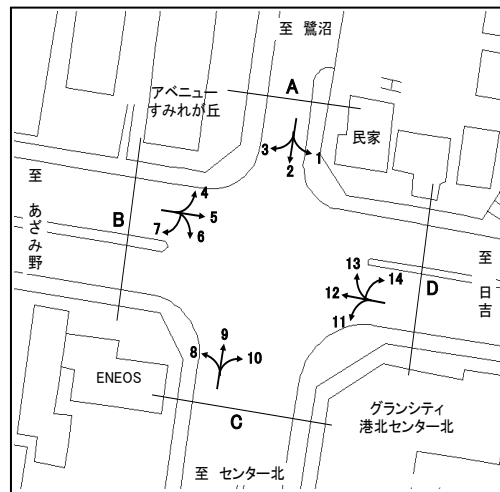 至 鷺沼
A
アベニュー
すみれが丘
民家
3
2
1
至
あざみ野
4
5
6
7
B
至
日吉
13
14
12
11
D
9
8
10
ENEOS
C
グランシティ
港北センター北
至 センター北